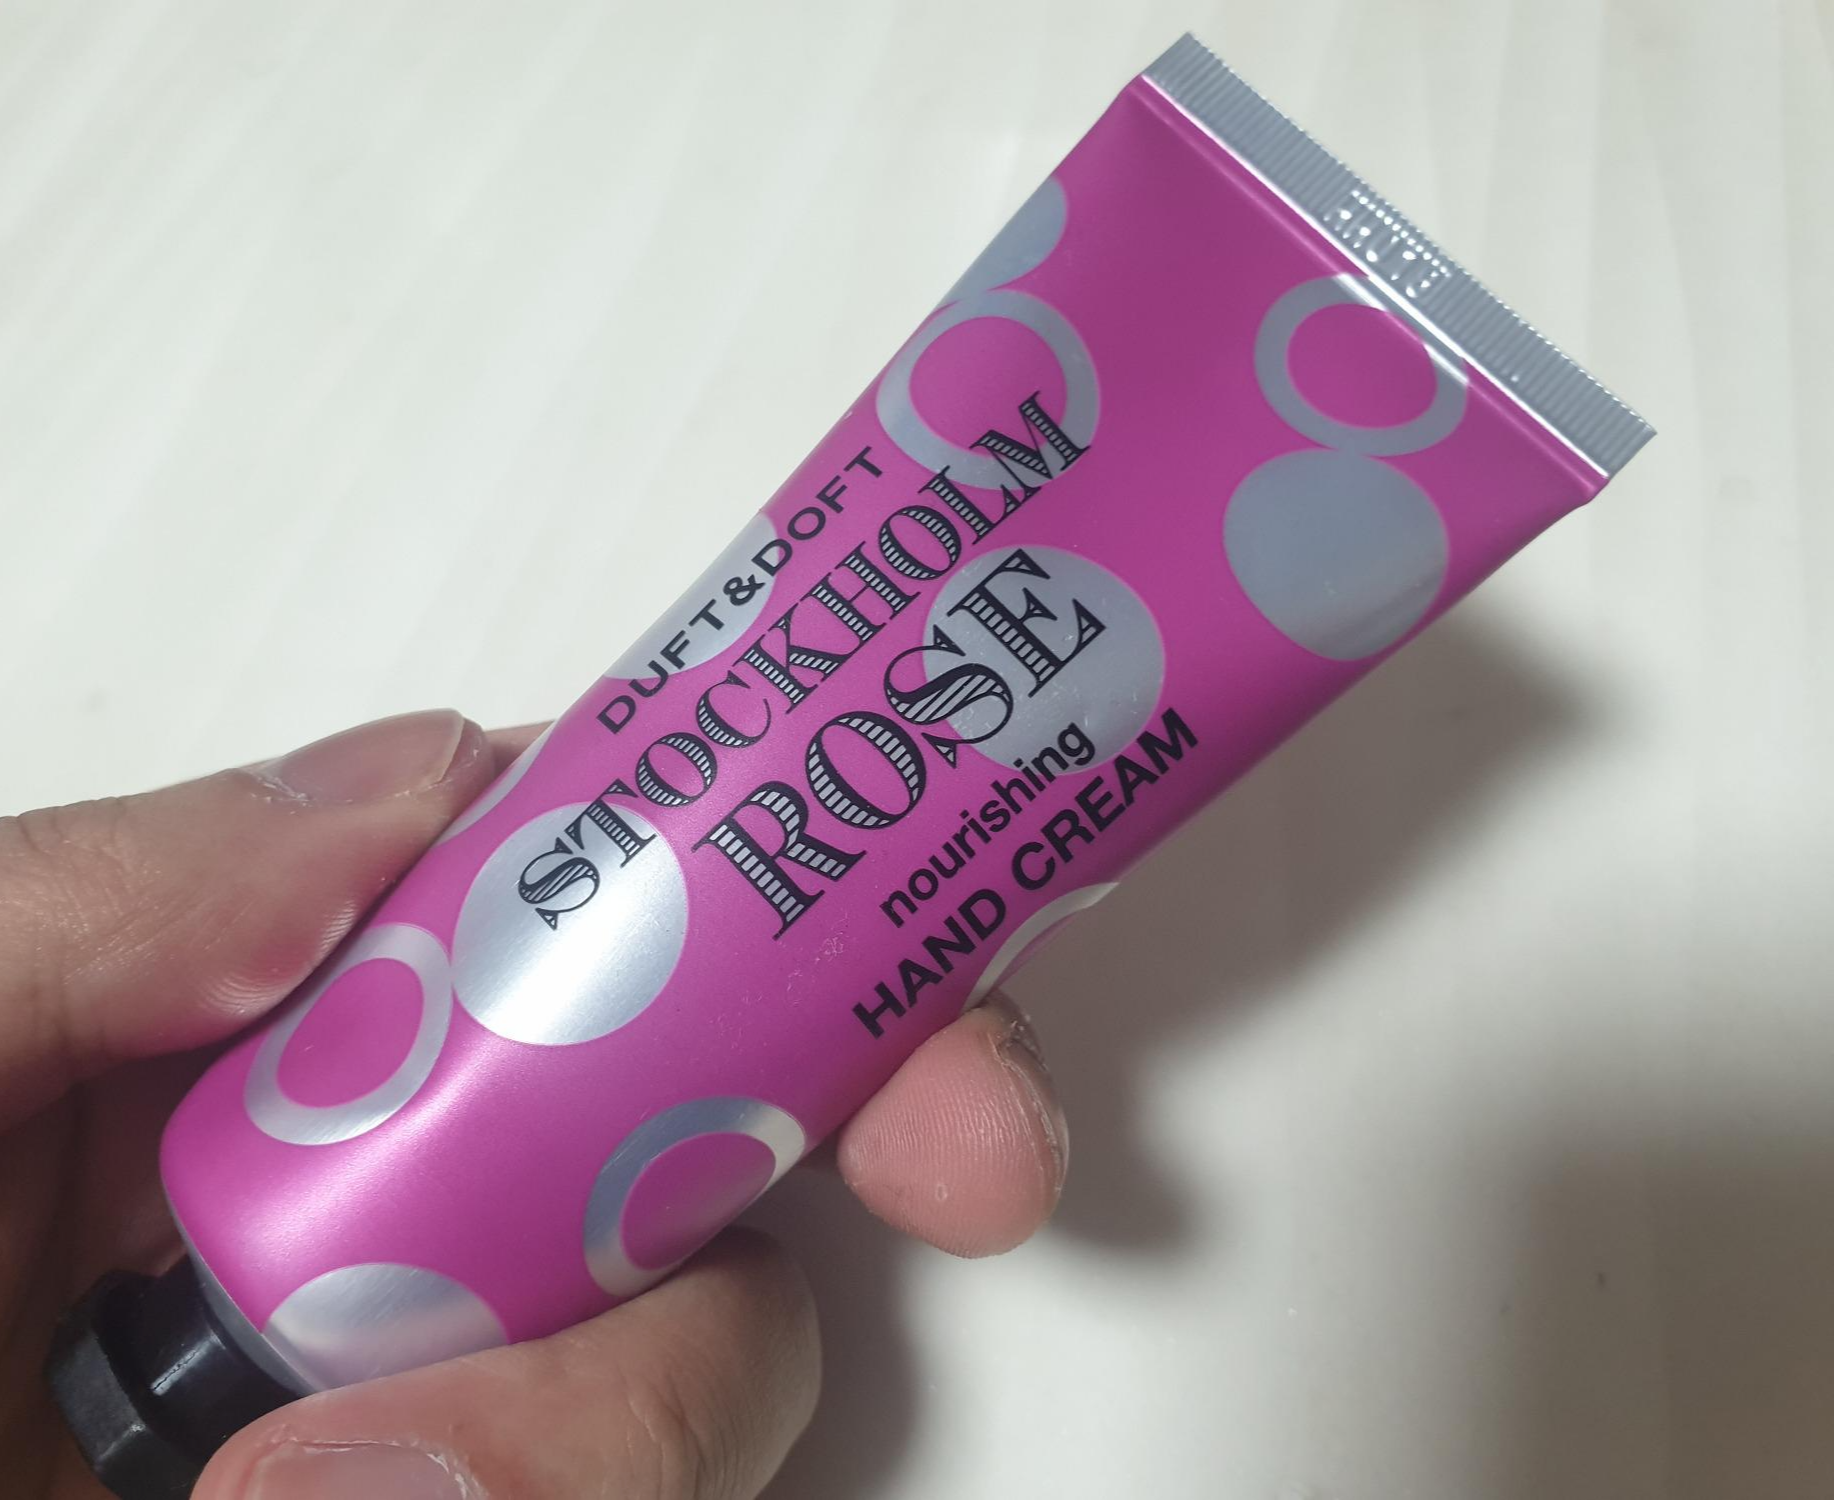 DUFT&DOFT
STOCKHOLM
ROSE
nourishing
HAND CREAM